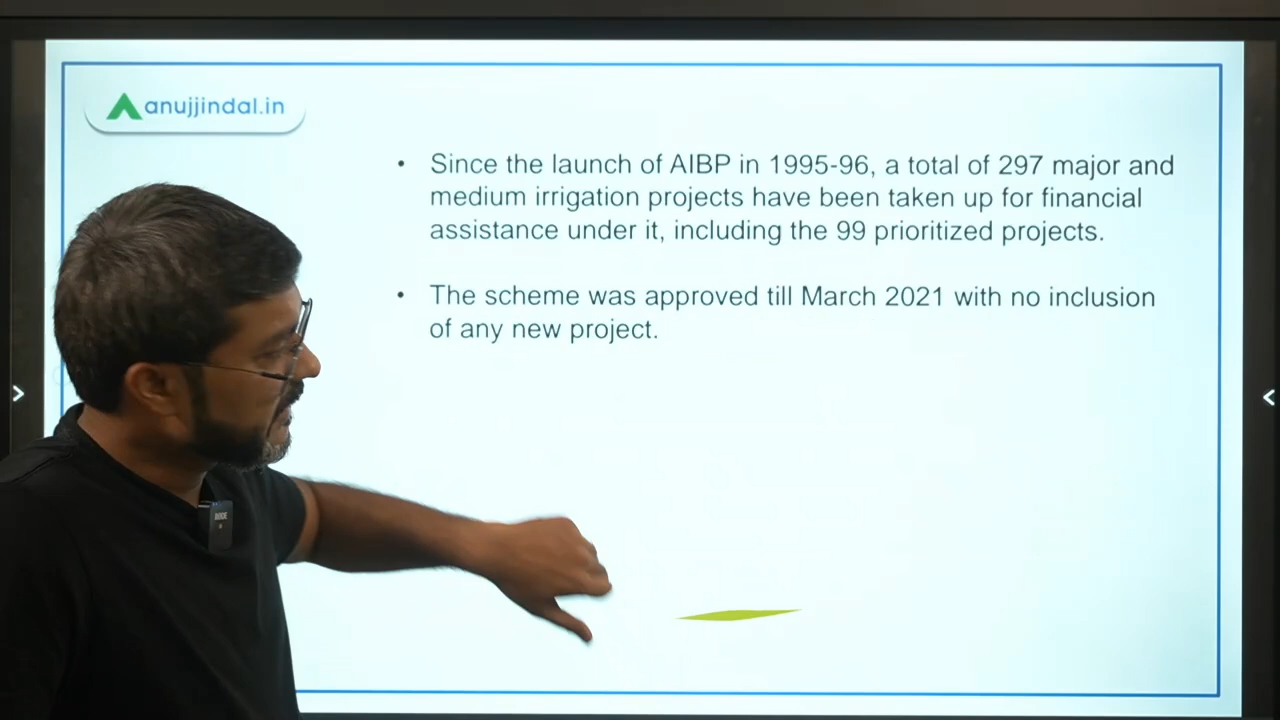 anujjindal.in
• Since the launch of AIBP in 1995-96, a total of 297 major and
medium irrigation projects have been taken up for financial
assistance under it, including the 99 prioritized projects.
• The scheme was approved till March 2021 with no inclusion
of any new project.
RODE